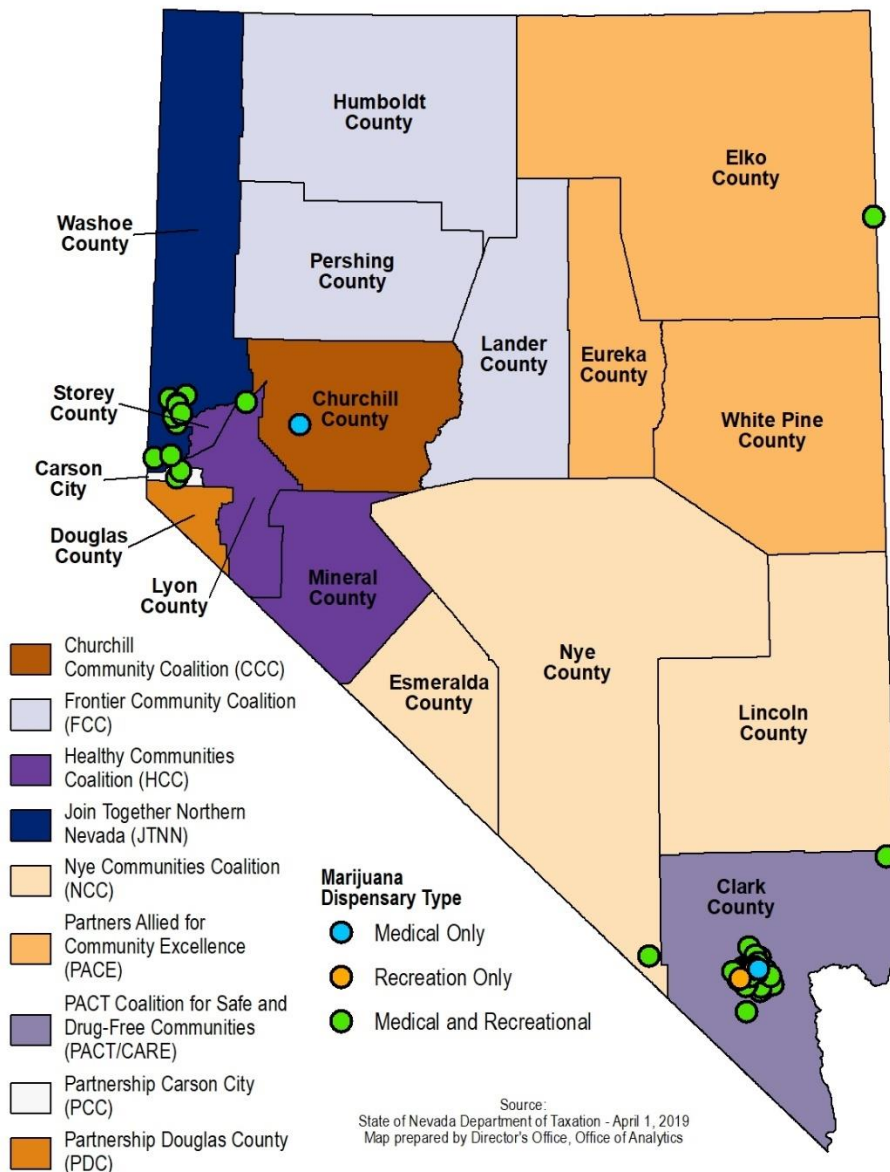 Humboldt
County
Elko
County
Washoe
County
Pershing
County
Lander
County
Eureka
County
Storey
County
Churchill
County
White Pine
County
Carson
City
Douglas
County
Lyon
County
Mineral
County
Nye
County
Esmeralda
County
Lincoln
County
Clark
County
Churchill
Community Coalition (CCC)
Frontier Community Coalition
(FCC)
Healthy Communities
Coalition (HCC)
Join Together Northern
Nevada (JTNN)
Nye Communities Coalition
(NCC)
Partners Allied for
Community Excellence
(PACE)
PACT Coalition for Safe and
Drug-Free Communities
(PACT/CARE)
Partnership Carson City
(PCC)
Partnership Douglas County
(PDC)
Marijuana
Dispensary Type
Medical Only
Recreation Only
Medical and Recreational
Source:
State of Nevada Department of Taxation - April 1, 2019
Map prepared by Director's Office, Office of Analytics